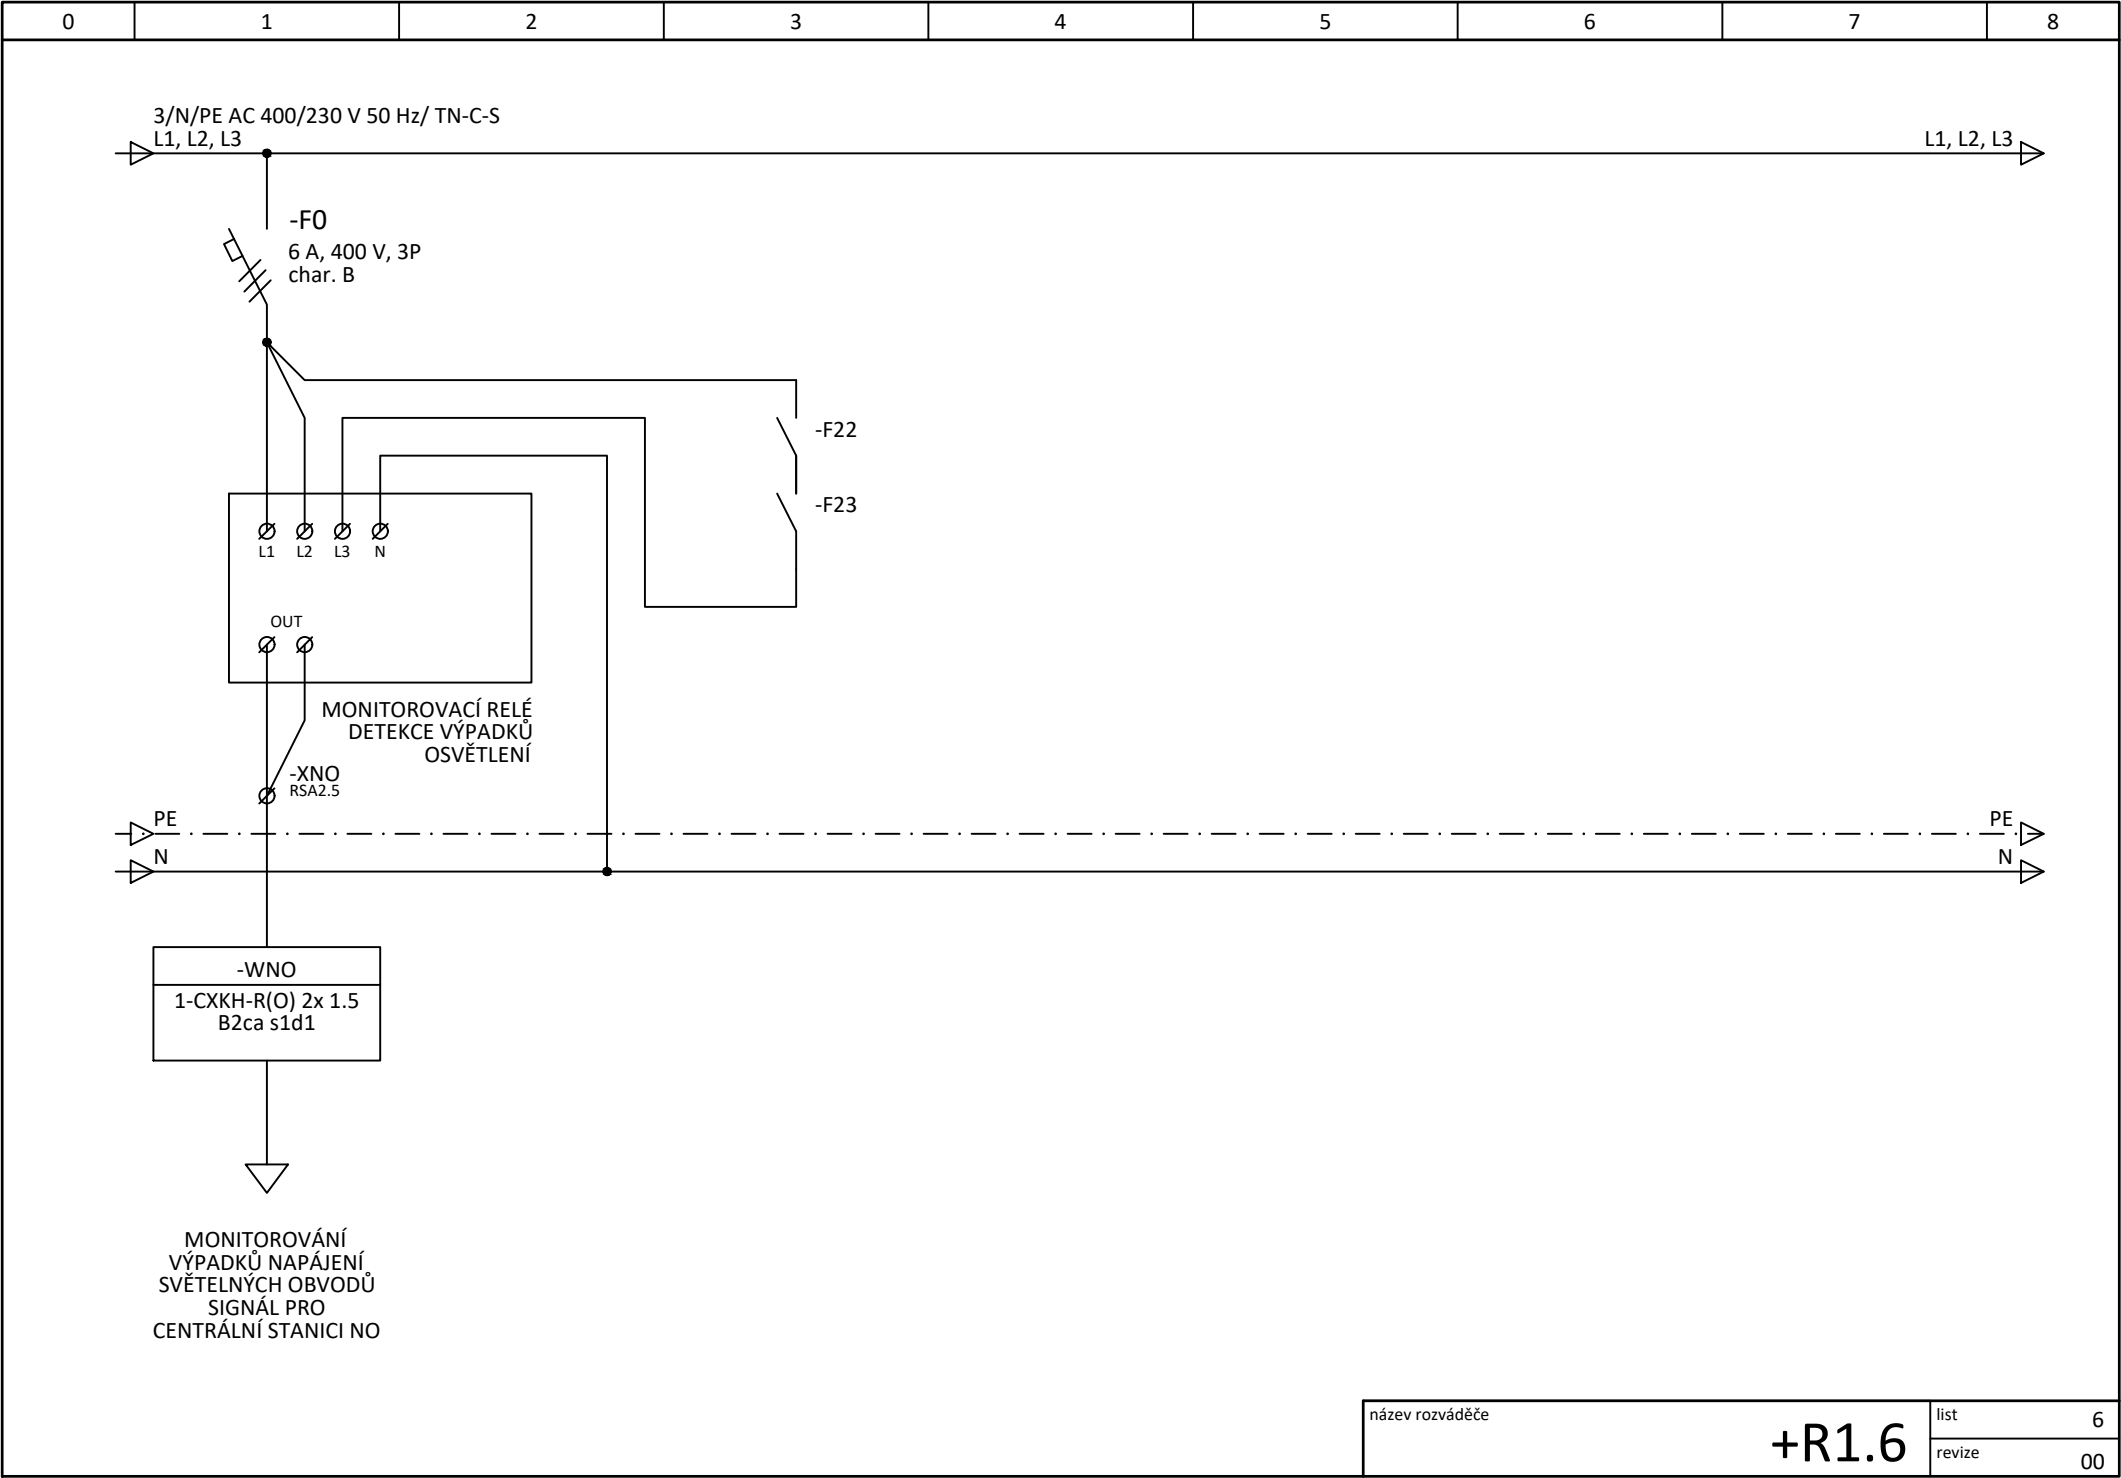 0 1 2 3 4 5 6 7 8
3/N/PE AC 400/230 V 50 Hz/ TN-C-S
L1, L2, L3
L1, L2, L3
-F0
6 A, 400 V, 3P
char. B
-F22
-F23
L1 L2 L3 N
OUT
MONITOROVACÍ RELÉ
DETEKCE VÝPADKŮ
OSVĚTLENÍ
-XNO
RSA2.5
PE
PE
N
N
-WNO
1-CXKH-R(O) 2x 1.5
B2ca s1d1
MONITOROVÁNÍ
VÝPADKŮ NAPÁJENÍ
SVĚTELNÝCH OBVODŮ
SIGNÁL PRO
CENTRÁLNÍ STANICI NO
název rozváděče
+R1.6
list 6
revize 00